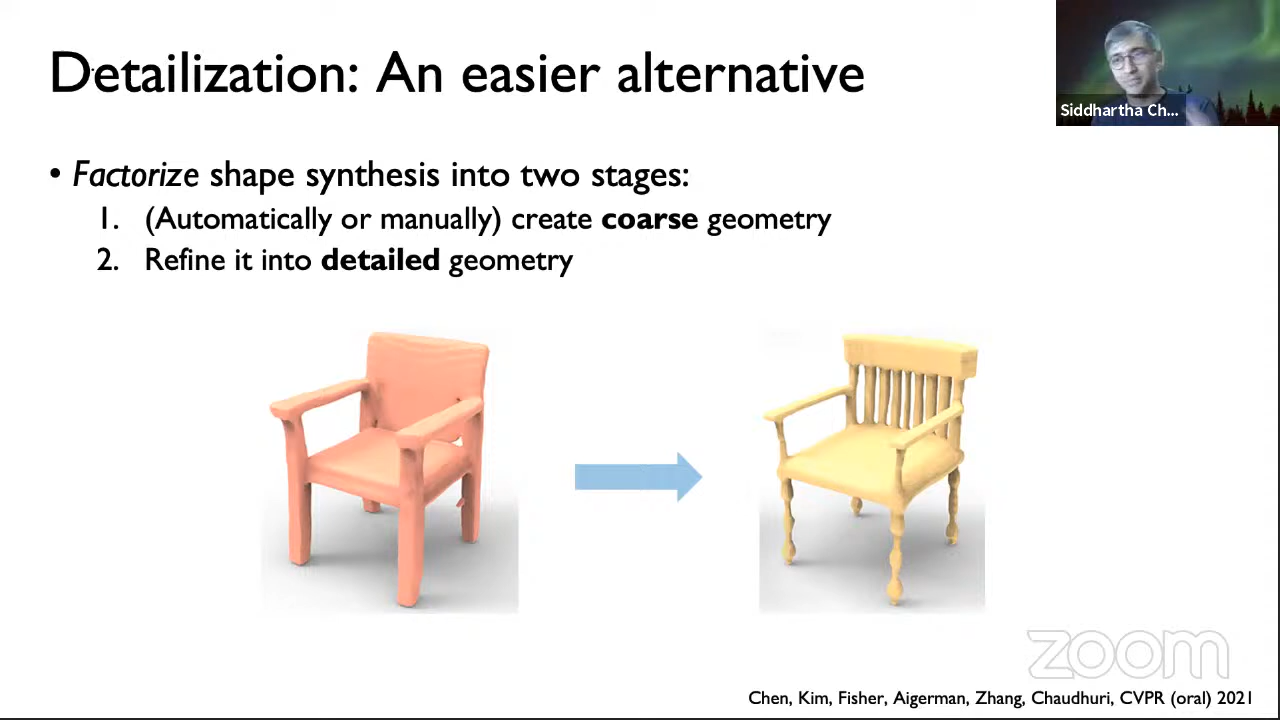 Detailization: An easier alternative
Siddhartha Ch...
• Factorize shape synthesis into two stages:
1. (Automatically or manually) create coarse geometry
2. Refine it into detailed geometry
zoom
Chen, Kim, Fisher, Aigerman, Zhang, Chaudhuri, CVPR (oral) 2021